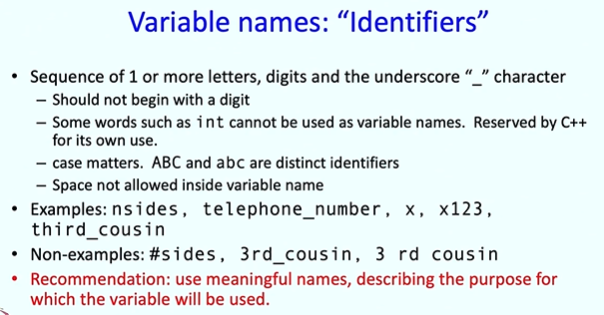 Variable names: “Identifiers”
• Sequence of 1 or more letters, digits and the underscore “_” character
– Should not begin with a digit
– Some words such as int cannot be used as variable names. Reserved by C++
for its own use.
– case matters. ABC and abc are distinct identifiers
– Space not allowed inside variable name
• Examples: nsides, telephone_number, x, x123,
third_cousin
• Non-examples: #sides, 3rd_cousin, 3 rd cousin
• Recommendation: use meaningful names, describing the purpose for
which the variable will be used.